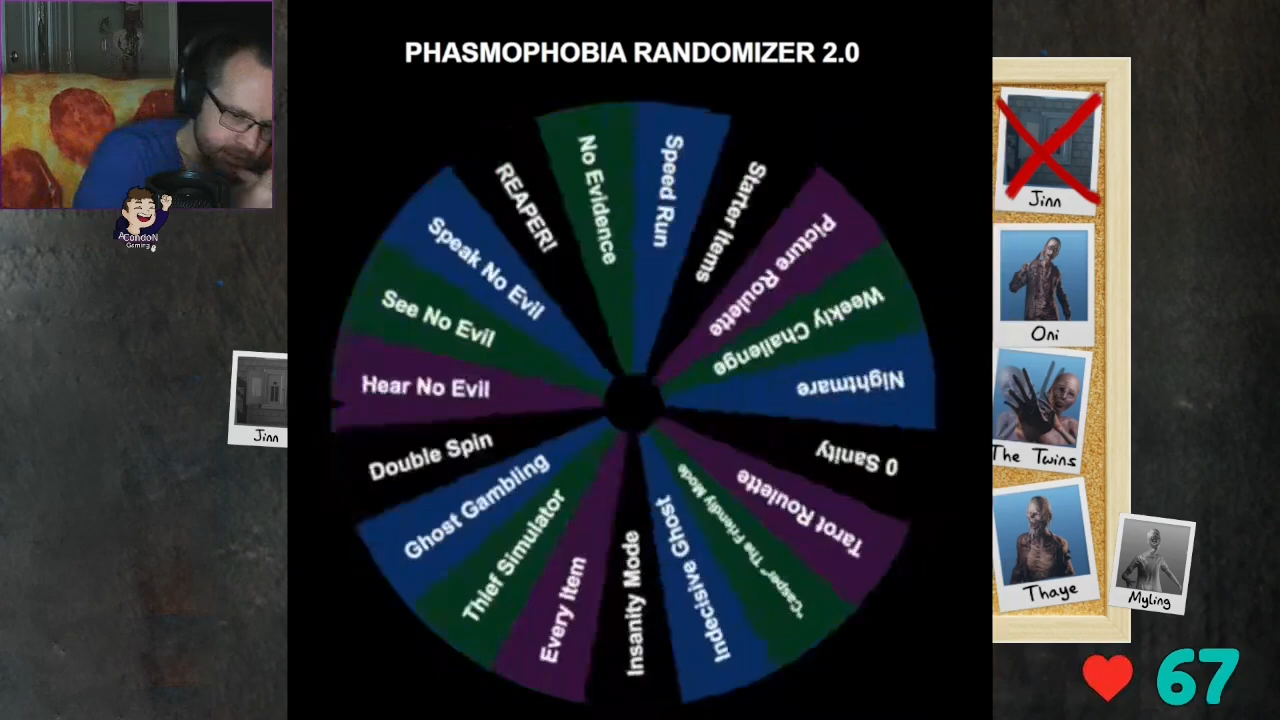 PHASMOPHOBIA RANDOMIZER 2.0
No Evidence
Speed Run
Starter Items
Picture Roulette
Weekly Challenge
Nightmare
0 Sanity
Tarot Roulette
"Casper" The Friendly Mode
Indecisive Ghost
Insanity Mode
Every Item
Thief Simulator
Ghost Gambling
Double Spin
Hear No Evil
See No Evil
Speak No Evil
REAPER!
ACondoN
Gaming
Jinn
Jinn
Oni
The Twins
Thaye
Myling
67